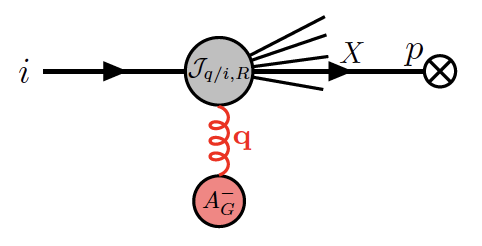 i
𝒥_{q/i,R}
X
p
q
A_G^-